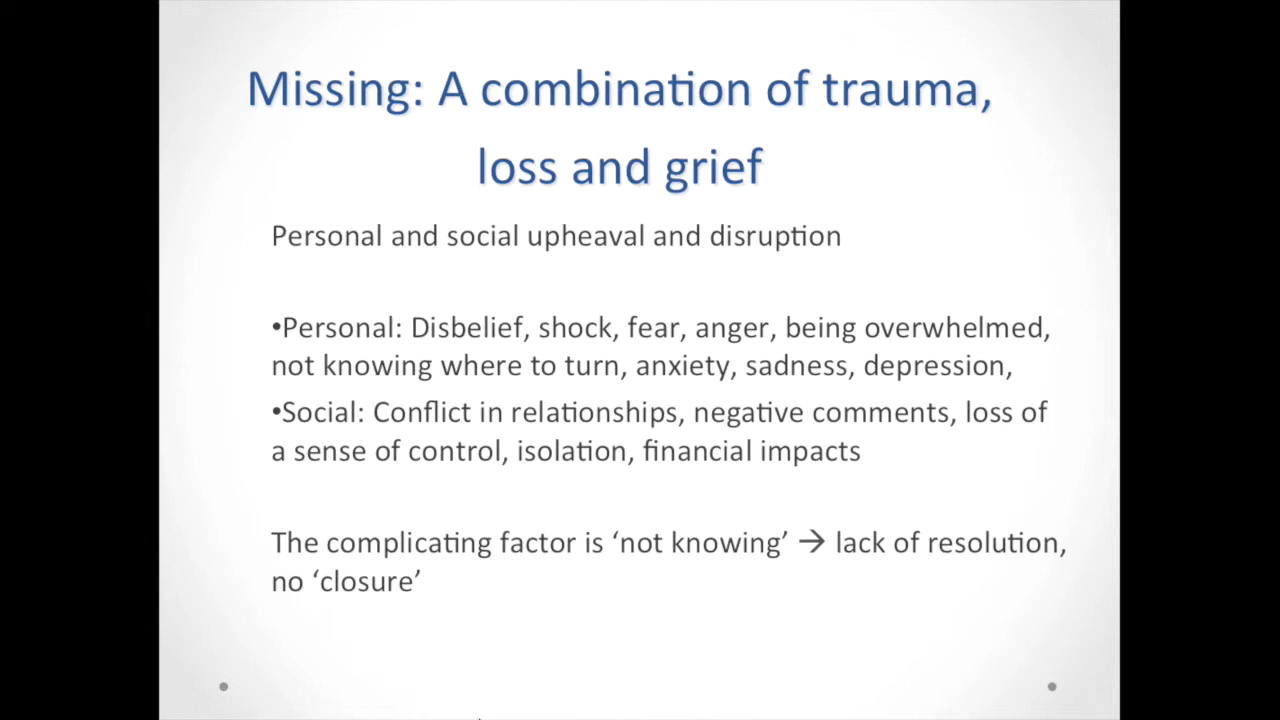 Missing: A combination of trauma,
loss and grief
Personal and social upheaval and disruption
•Personal: Disbelief, shock, fear, anger, being overwhelmed,
not knowing where to turn, anxiety, sadness, depression,
•Social: Conflict in relationships, negative comments, loss of
a sense of control, isolation, financial impacts
The complicating factor is ‘not knowing’ → lack of resolution,
no ‘closure’